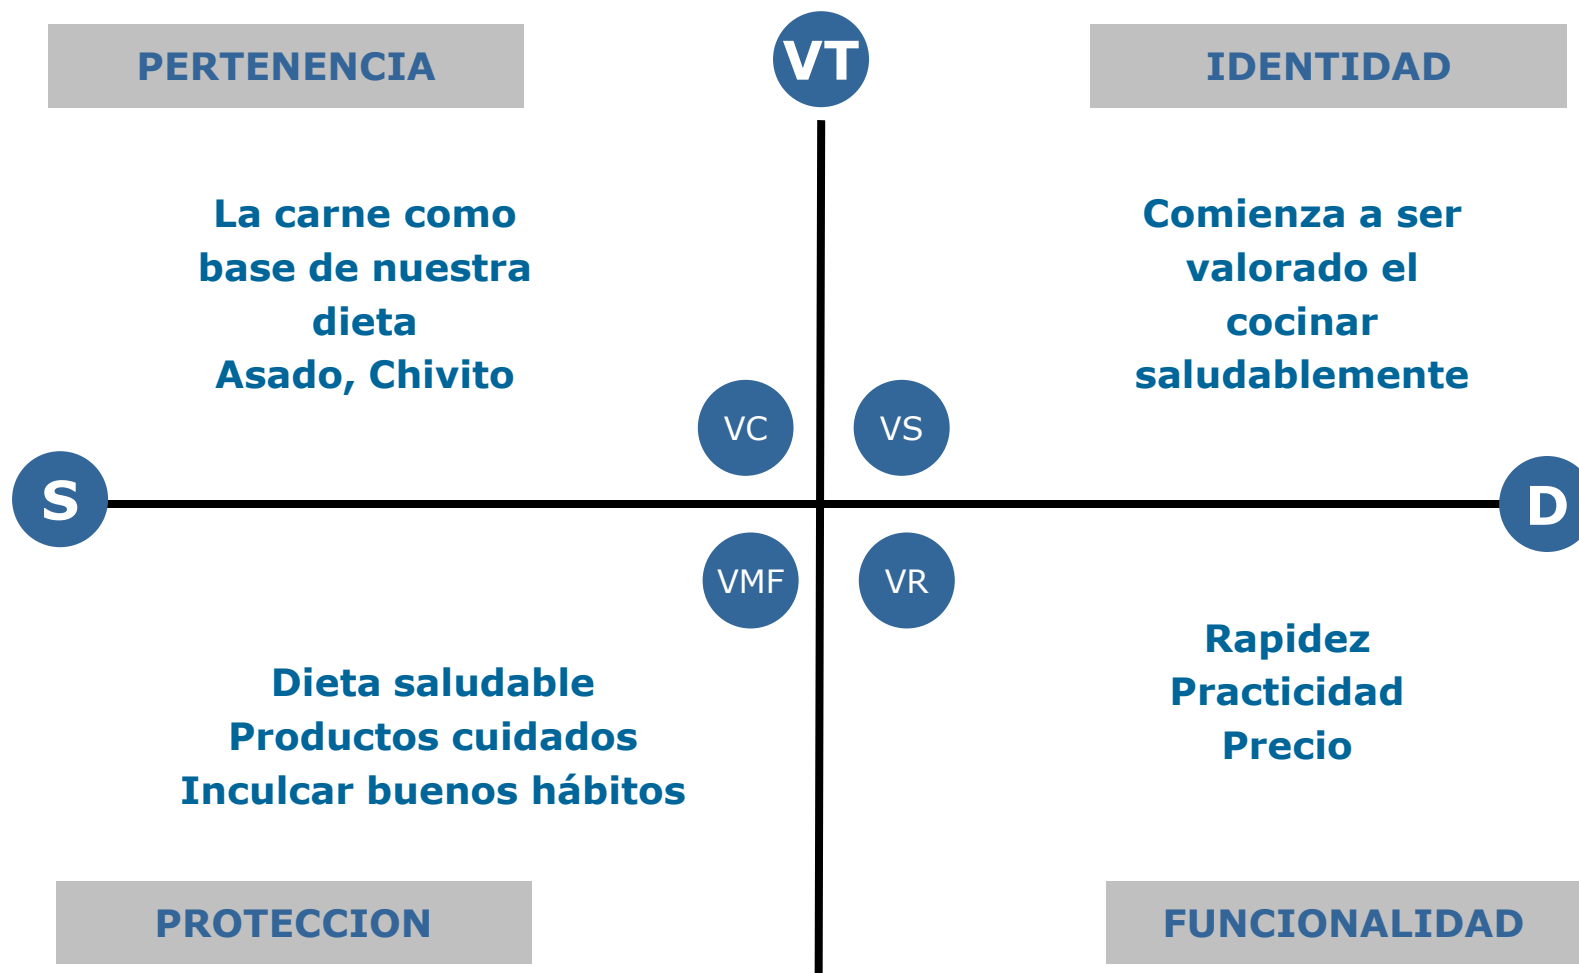 PERTENENCIA
VT
IDENTIDAD
La carne como
base de nuestra
dieta
Asado, Chivito
Comienza a ser
valorado el
cocinar
saludablemente
VC
VS
S
D
VMF
VR
Dieta saludable
Productos cuidados
Inculcar buenos hábitos
Rapidez
Practicidad
Precio
PROTECCION
FUNCIONALIDAD